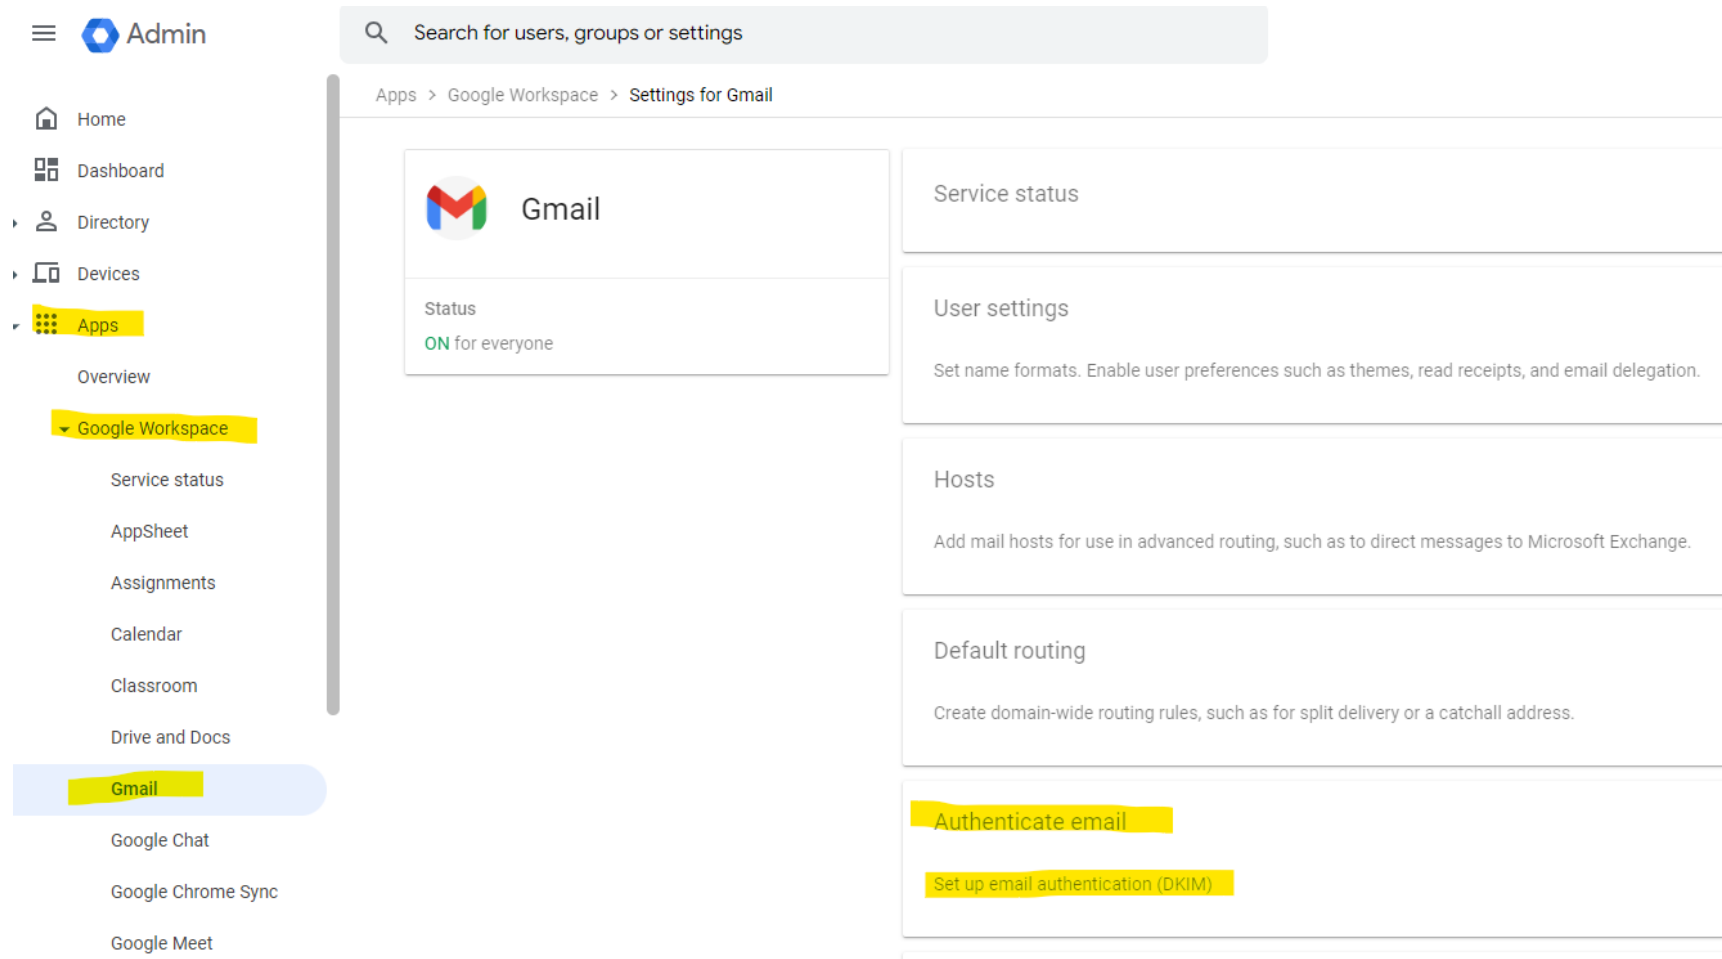 Admin
Search for users, groups or settings
Home
Dashboard
Directory
Devices
Apps
Overview
Google Workspace
Service status
AppSheet
Assignments
Calendar
Classroom
Drive and Docs
Gmail
Google Chat
Google Chrome Sync
Google Meet
Apps > Google Workspace > Settings for Gmail
Gmail
Status
ON for everyone
Service status
User settings
Set name formats. Enable user preferences such as themes, read receipts, and email delegation.
Hosts
Add mail hosts for use in advanced routing, such as to direct messages to Microsoft Exchange.
Default routing
Create domain-wide routing rules, such as for split delivery or a catchall address.
Authenticate email
Set up email authentication (DKIM)